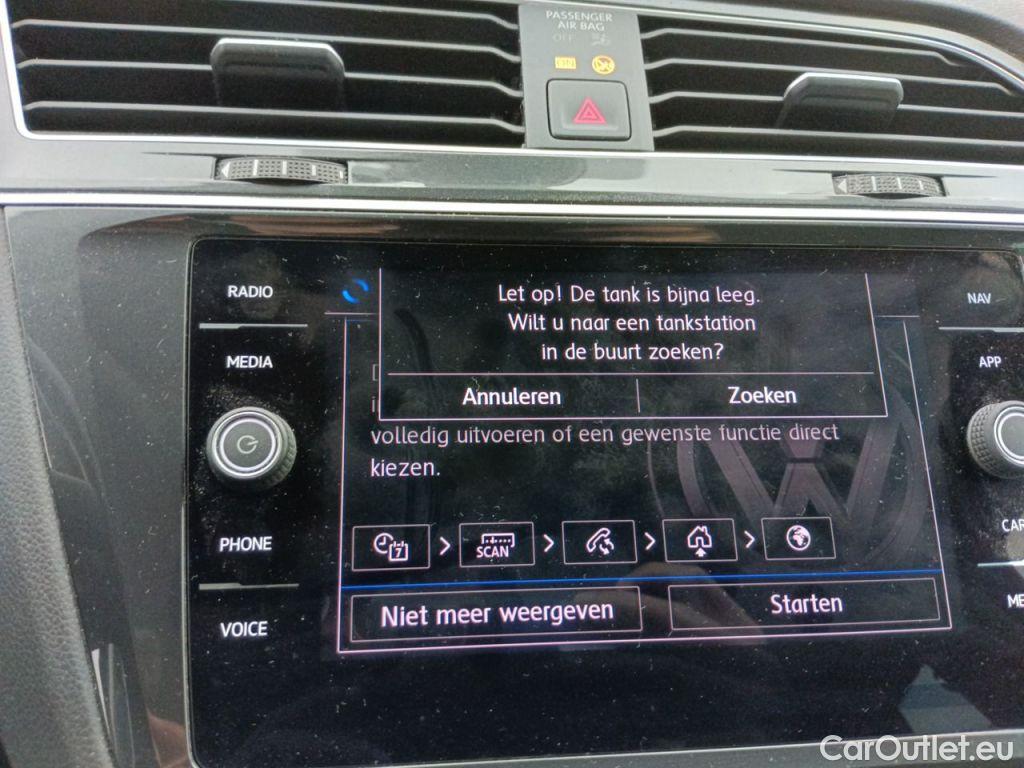 PASSENGER
AIR BAG
OFF
ON
RADIO
MEDIA
PHONE
VOICE
NAV
APP
Let op! De tank is bijna leeg.
Wilt u naar een tankstation
in de buurt zoeken?
Annuleren
Zoeken
volledig uitvoeren of een gewenste functie direct
kiezen.
7
SCAN
Niet meer weergeven
Starten
CarOutlet.eu